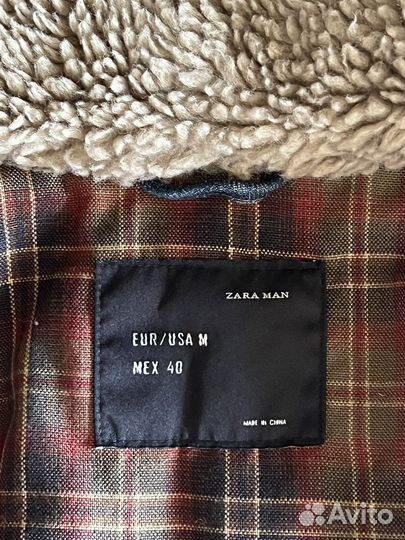 ZARA MAN
EUR/USA M
MEX 40
MADE IN CHINA
Avito